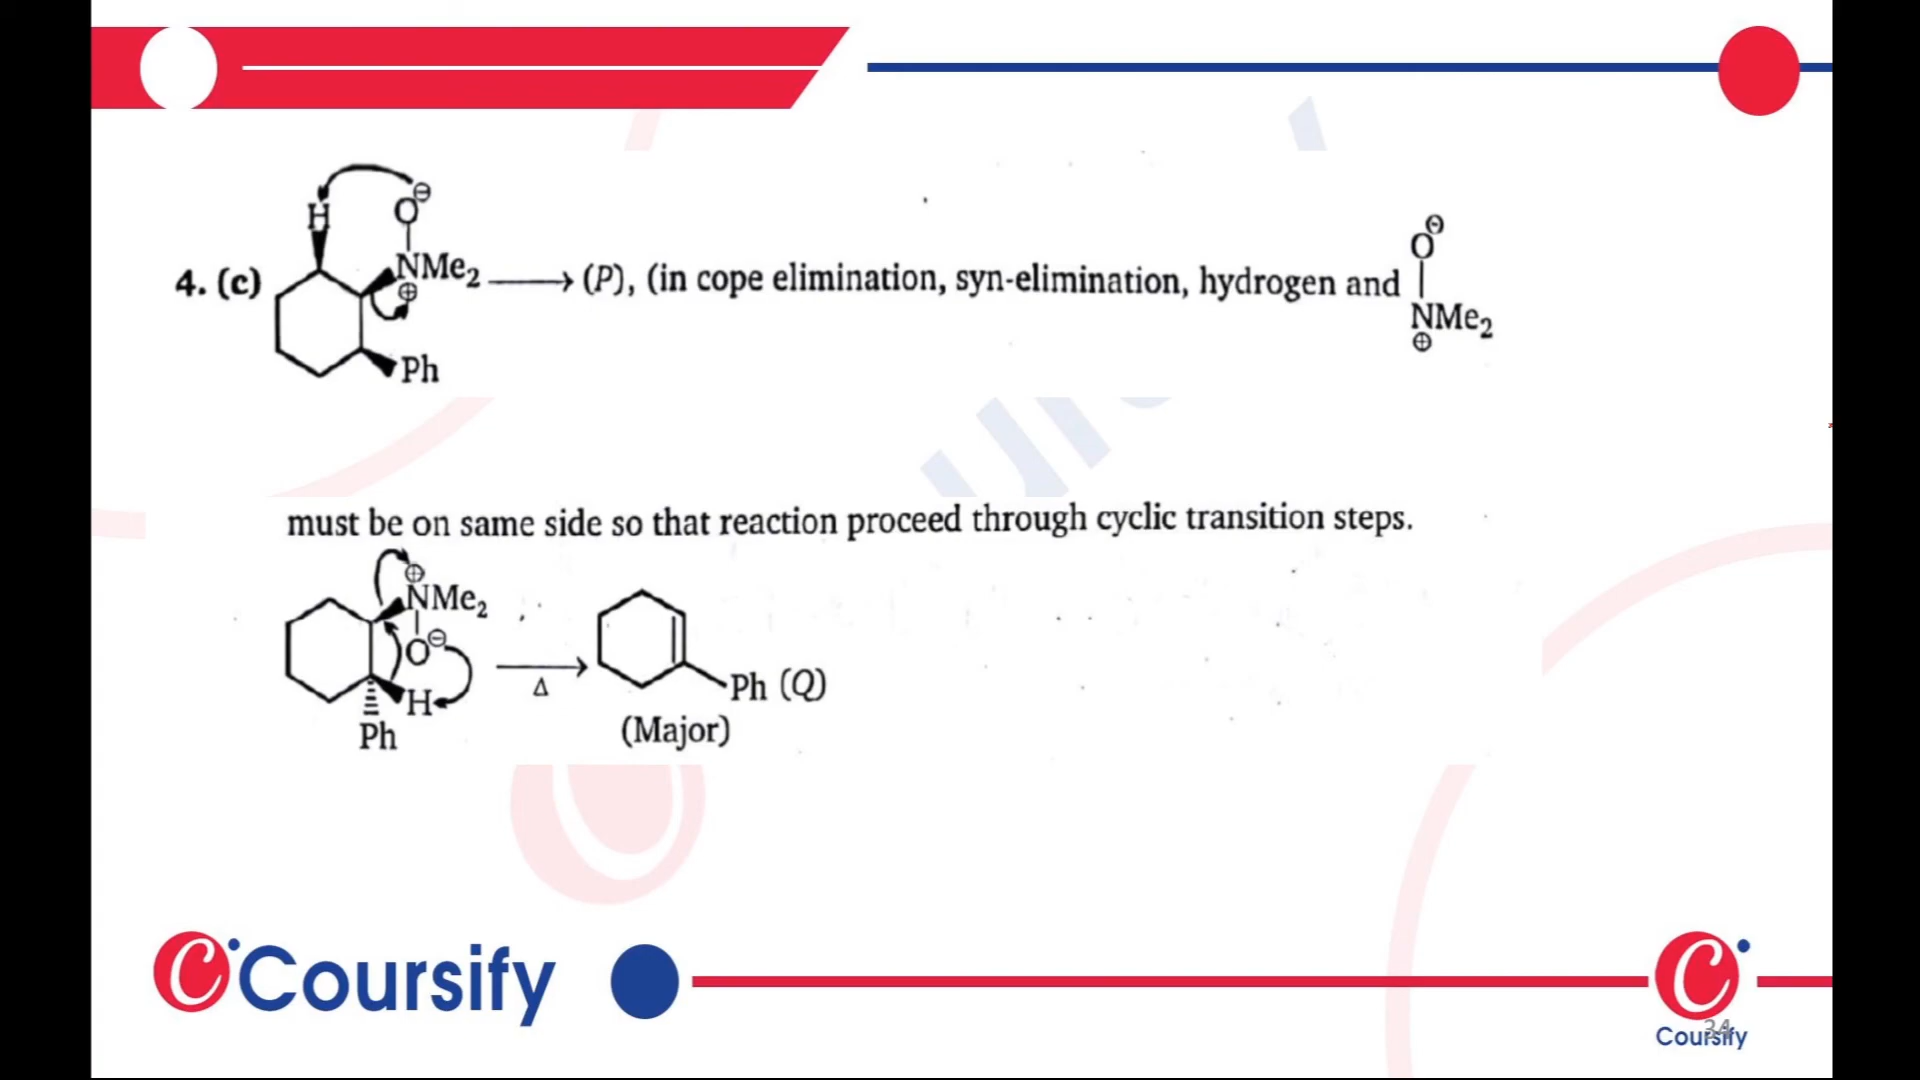 H
O⊖
4. (c) NMe2 ⟶ (P), (in cope elimination, syn-elimination, hydrogen and
⊕
Ph
O⊖
NMe2
⊕
must be on same side so that reaction proceed through cyclic transition steps.
⊕
NMe2
O⊖
H
Ph
Δ
Ph (Q)
(Major)
Coursify
34
Coursify